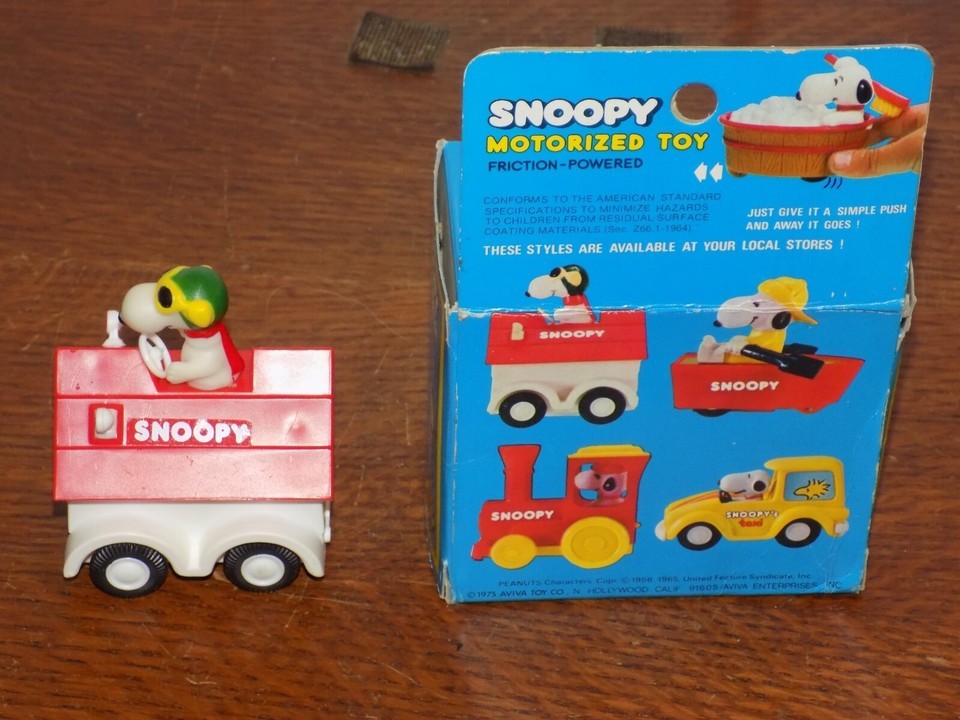 SNOOPY
SNOOPY
MOTORIZED TOY
FRICTION-POWERED
CONFORMS TO THE AMERICAN STANDARD
SPECIFICATIONS TO MINIMIZE HAZARDS
TO CHILDREN FROM RESIDUAL SURFACE
COATING MATERIALS (Sec. Z66.1-1964).
JUST GIVE IT A SIMPLE PUSH
AND AWAY IT GOES !
THESE STYLES ARE AVAILABLE AT YOUR LOCAL STORES !
SNOOPY
SNOOPY
SNOOPY
SNOOPY's
taxi
PEANUTS Characters: Cop. © 1958, 1965, United Feature Syndicate, Inc.
© 1975 AVIVA TOY CO., N. HOLLYWOOD, CALIF. 91605/AVIVA ENTERPRISES, INC.